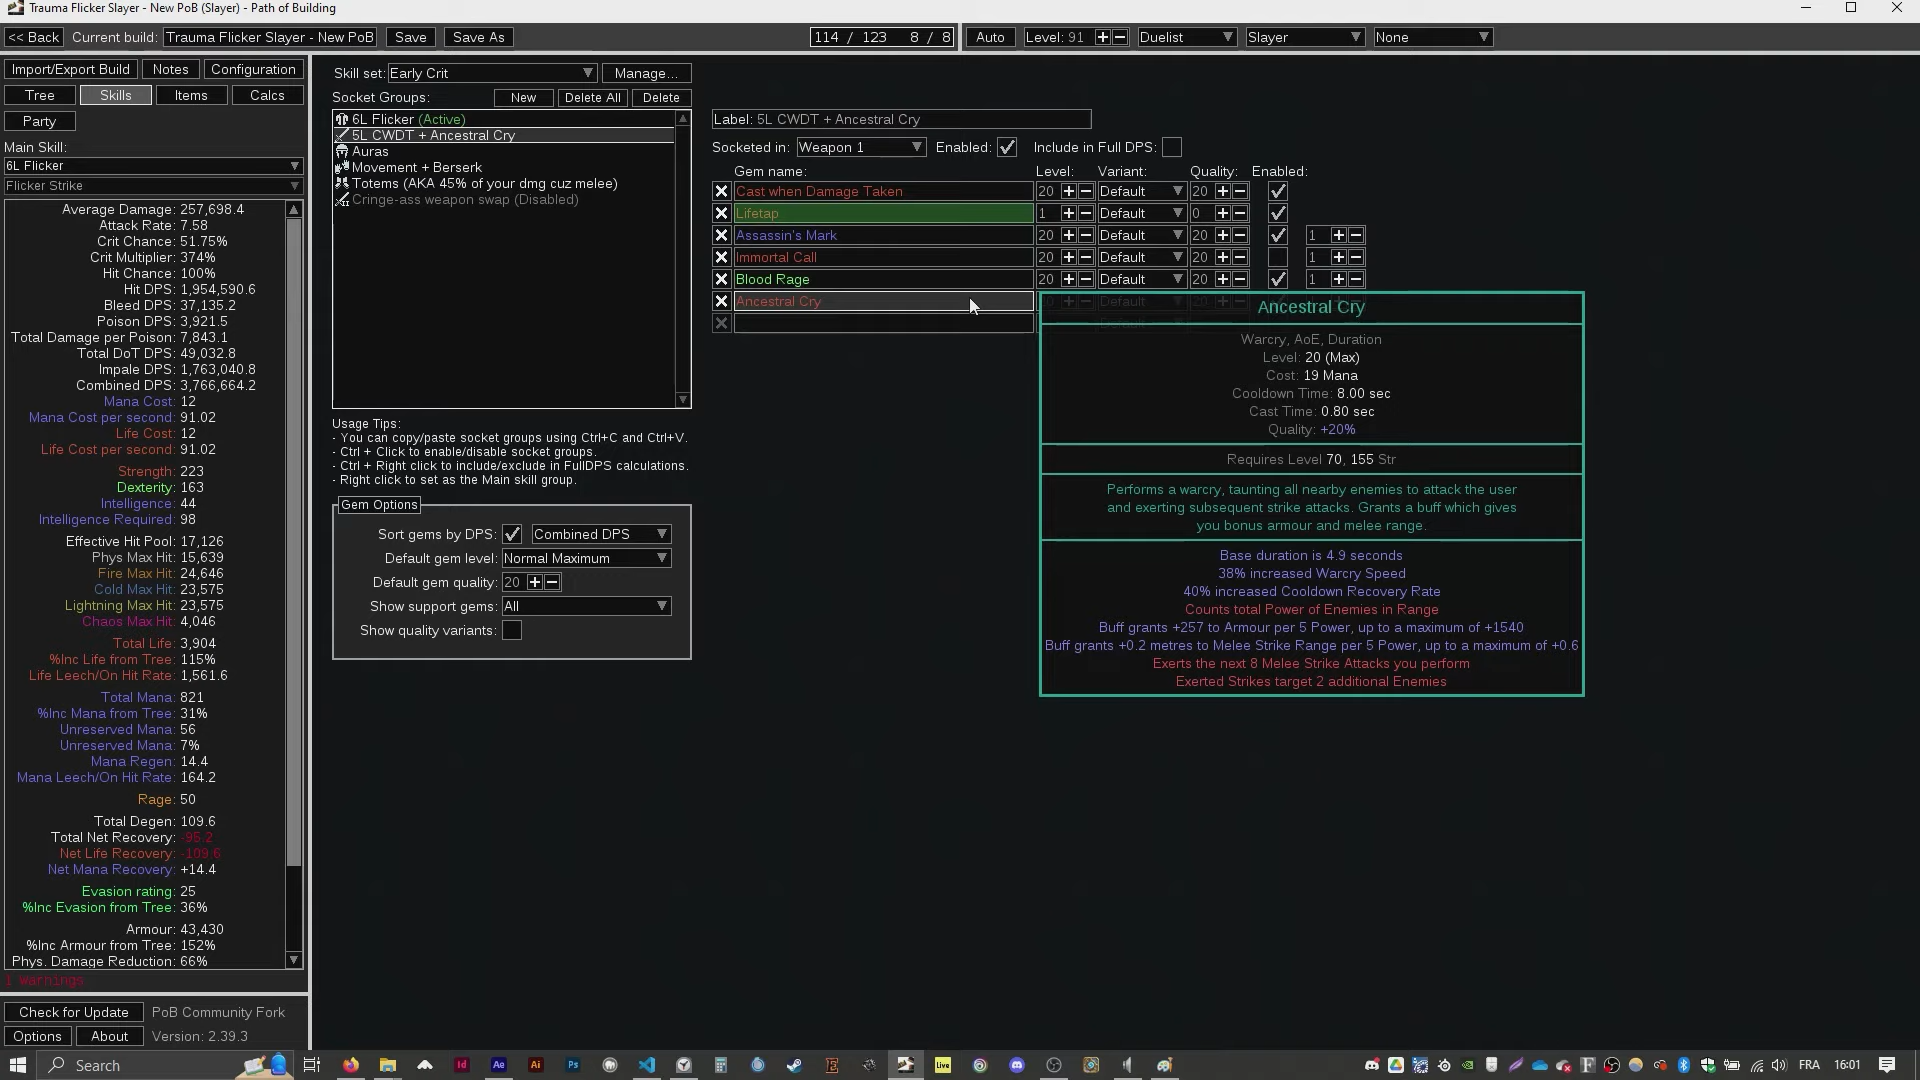 Trauma Flicker Slayer - New PoB (Slayer) - Path of Building
<< Back
Current build:
Trauma Flicker Slayer - New PoB
Save
Save As
114 / 123 8 / 8
Auto
Level: 91
Duelist
Slayer
None
Import/Export Build
Notes
Configuration
Tree
Skills
Items
Calcs
Party
Main Skill:
6L Flicker
Flicker Strike
Average Damage: 257,698.4
Attack Rate: 7.58
Crit Chance: 51.75%
Crit Multiplier: 374%
Hit Chance: 100%
Hit DPS: 1,954,590.6
Bleed DPS: 37,135.2
Poison DPS: 3,921.5
Total Damage per Poison: 7,843.1
Total DoT DPS: 49,032.8
Impale DPS: 1,763,040.8
Combined DPS: 3,766,664.2
Mana Cost: 12
Mana Cost per second: 91.02
Life Cost: 12
Life Cost per second: 91.02
Strength: 223
Dexterity: 163
Intelligence: 44
Intelligence Required: 98
Effective Hit Pool: 17,126
Phys Max Hit: 15,639
Fire Max Hit: 24,646
Cold Max Hit: 23,575
Lightning Max Hit: 23,575
Chaos Max Hit: 4,046
Total Life: 3,904
%Inc Life from Tree: 115%
Life Leech/On Hit Rate: 1,561.6
Total Mana: 821
%Inc Mana from Tree: 31%
Unreserved Mana: 56
Unreserved Mana: 7%
Mana Regen: 14.4
Mana Leech/On Hit Rate: 164.2
Rage: 50
Total Degen: 109.6
Total Net Recovery: -95.2
Net Life Recovery: -109.6
Net Mana Recovery: +14.4
Evasion rating: 25
%Inc Evasion from Tree: 36%
Armour: 43,430
%Inc Armour from Tree: 152%
Phys. Damage Reduction: 66%
1 Warnings
Check for Update
PoB Community Fork
Options
About
Version: 2.39.3
Skill set: Early Crit
Manage...
Socket Groups:
New
Delete All
Delete
6L Flicker (Active)
5L CWDT + Ancestral Cry
Auras
Movement + Berserk
Totems (AKA 45% of your dmg cuz melee)
Cringe-ass weapon swap (Disabled)
Usage Tips:
- You can copy/paste socket groups using Ctrl+C and Ctrl+V.
- Ctrl + Click to enable/disable socket groups.
- Ctrl + Right click to include/exclude in FullDPS calculations.
- Right click to set as the Main skill group.
Gem Options
Sort gems by DPS:
Combined DPS
Default gem level: Normal Maximum
Default gem quality: 20
Show support gems: All
Show quality variants:
Label: 5L CWDT + Ancestral Cry
Socketed in: Weapon 1
Enabled:
Include in Full DPS:
Gem name: Level: Variant: Quality: Enabled:
Cast when Damage Taken 20 Default 20
Lifetap 1 Default 0
Assassin's Mark 20 Default 20 1
Immortal Call 20 Default 20 1
Blood Rage 20 Default 20 1
Ancestral Cry
Ancestral Cry
Warcry, AoE, Duration
Level: 20 (Max)
Cost: 19 Mana
Cooldown Time: 8.00 sec
Cast Time: 0.80 sec
Quality: +20%
Requires Level 70, 155 Str
Performs a warcry, taunting all nearby enemies to attack the user
and exerting subsequent strike attacks. Grants a buff which gives
you bonus armour and melee range.
Base duration is 4.9 seconds
38% increased Warcry Speed
40% increased Cooldown Recovery Rate
Counts total Power of Enemies in Range
Buff grants +257 to Armour per 5 Power, up to a maximum of +1540
Buff grants +0.2 metres to Melee Strike Range per 5 Power, up to a maximum of +0.6
Exerts the next 8 Melee Strike Attacks you perform
Exerted Strikes target 2 additional Enemies
Search
FRA
16:01